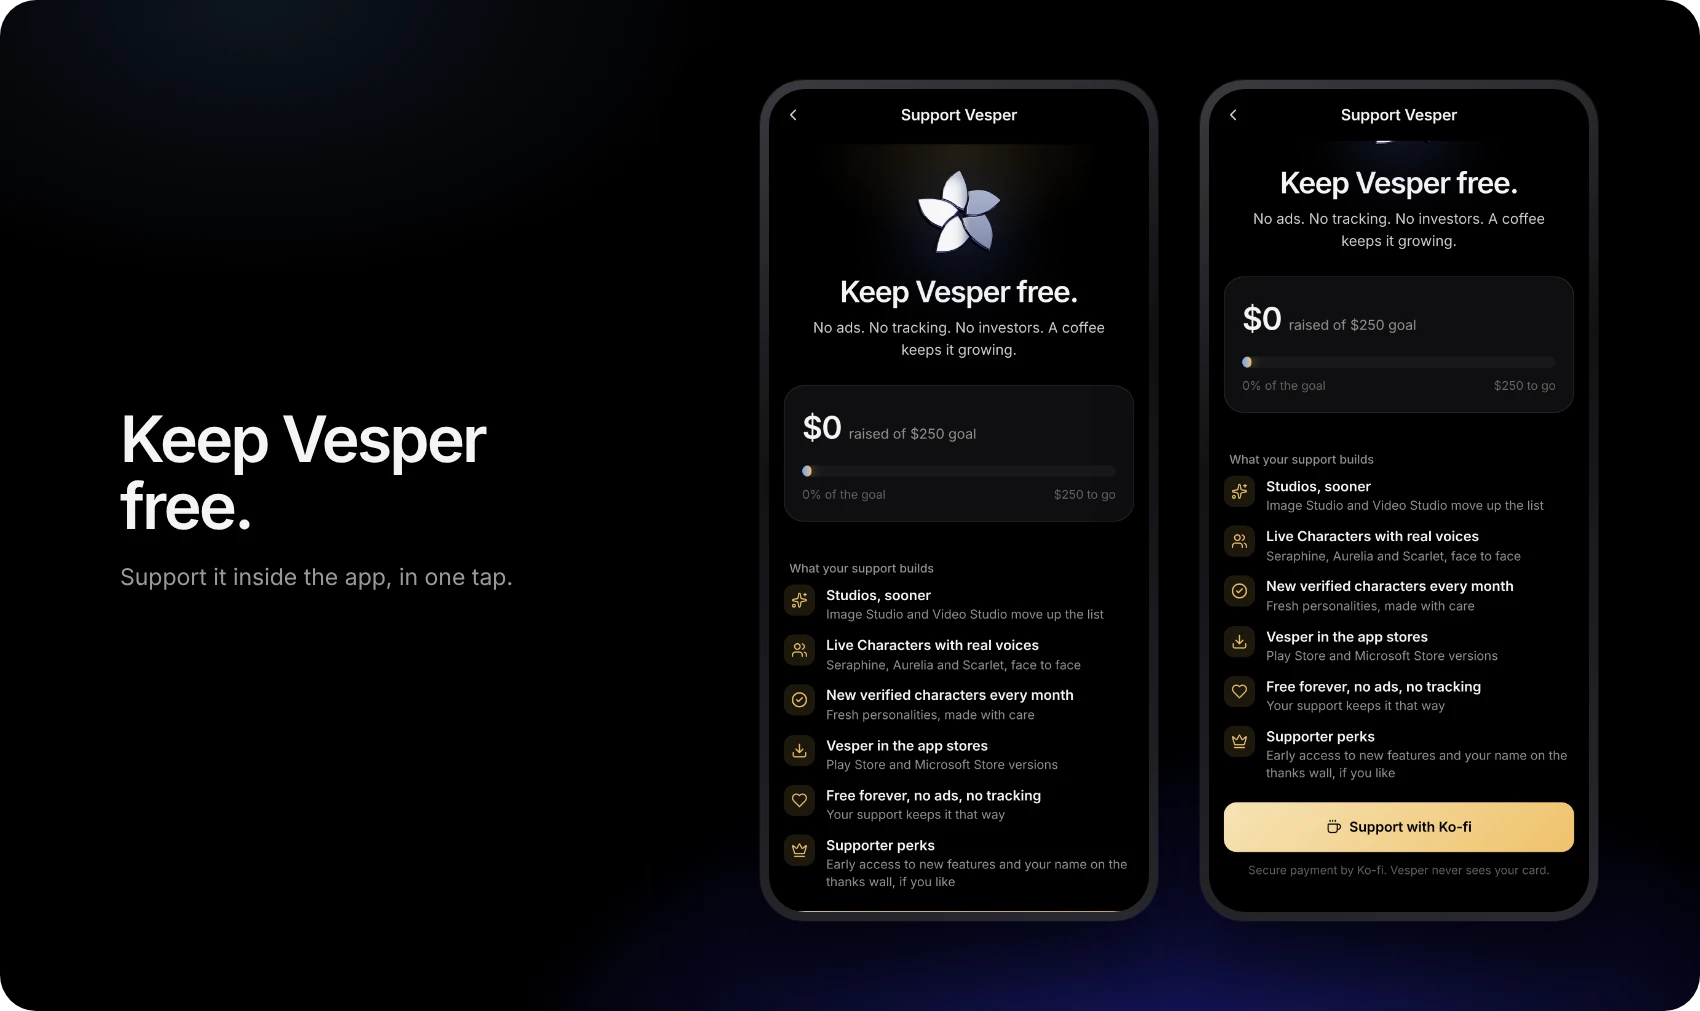 Keep Vesper
free.
Support it inside the app, in one tap.
Support Vesper
Keep Vesper free.
No ads. No tracking. No investors. A coffee
keeps it growing.
$0 raised of $250 goal
0% of the goal
$250 to go
What your support builds
Studios, sooner
Image Studio and Video Studio move up the list
Live Characters with real voices
Seraphine, Aurelia and Scarlet, face to face
New verified characters every month
Fresh personalities, made with care
Vesper in the app stores
Play Store and Microsoft Store versions
Free forever, no ads, no tracking
Your support keeps it that way
Supporter perks
Early access to new features and your name on the
thanks wall, if you like
Support Vesper
Keep Vesper free.
No ads. No tracking. No investors. A coffee
keeps it growing.
$0 raised of $250 goal
0% of the goal
$250 to go
What your support builds
Studios, sooner
Image Studio and Video Studio move up the list
Live Characters with real voices
Seraphine, Aurelia and Scarlet, face to face
New verified characters every month
Fresh personalities, made with care
Vesper in the app stores
Play Store and Microsoft Store versions
Free forever, no ads, no tracking
Your support keeps it that way
Supporter perks
Early access to new features and your name on the
thanks wall, if you like
Support with Ko-fi
Secure payment by Ko-fi. Vesper never sees your card.